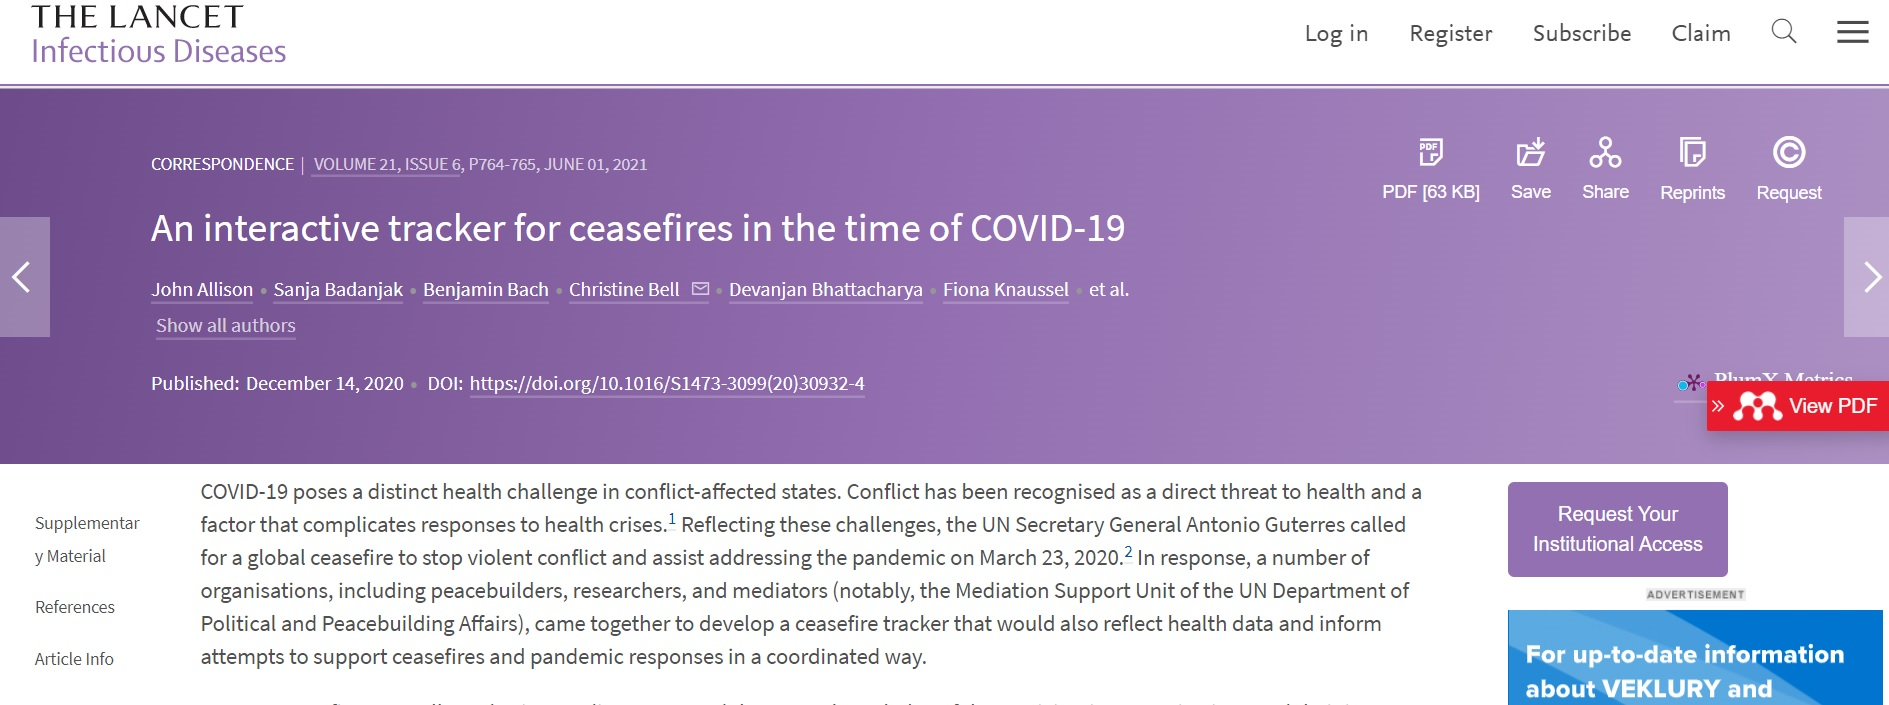 THE LANCET
Infectious Diseases
Log in Register Subscribe Claim
CORRESPONDENCE | VOLUME 21, ISSUE 6, P764-765, JUNE 01, 2021
PDF [63 KB] Save Share Reprints Request
An interactive tracker for ceasefires in the time of COVID-19
John Allison • Sanja Badanjak • Benjamin Bach • Christine Bell • Devanjan Bhattacharya • Fiona Knaussel • et al.
Show all authors
Published: December 14, 2020 • DOI: https://doi.org/10.1016/S1473-3099(20)30932-4
PlumX Metrics
» View PDF
Supplementar
y Material
References
Article Info
COVID-19 poses a distinct health challenge in conflict-affected states. Conflict has been recognised as a direct threat to health and a
factor that complicates responses to health crises.1 Reflecting these challenges, the UN Secretary General Antonio Guterres called
for a global ceasefire to stop violent conflict and assist addressing the pandemic on March 23, 2020.2 In response, a number of
organisations, including peacebuilders, researchers, and mediators (notably, the Mediation Support Unit of the UN Department of
Political and Peacebuilding Affairs), came together to develop a ceasefire tracker that would also reflect health data and inform
attempts to support ceasefires and pandemic responses in a coordinated way.
Request Your
Institutional Access
ADVERTISEMENT
For up-to-date information
about VEKLURY and